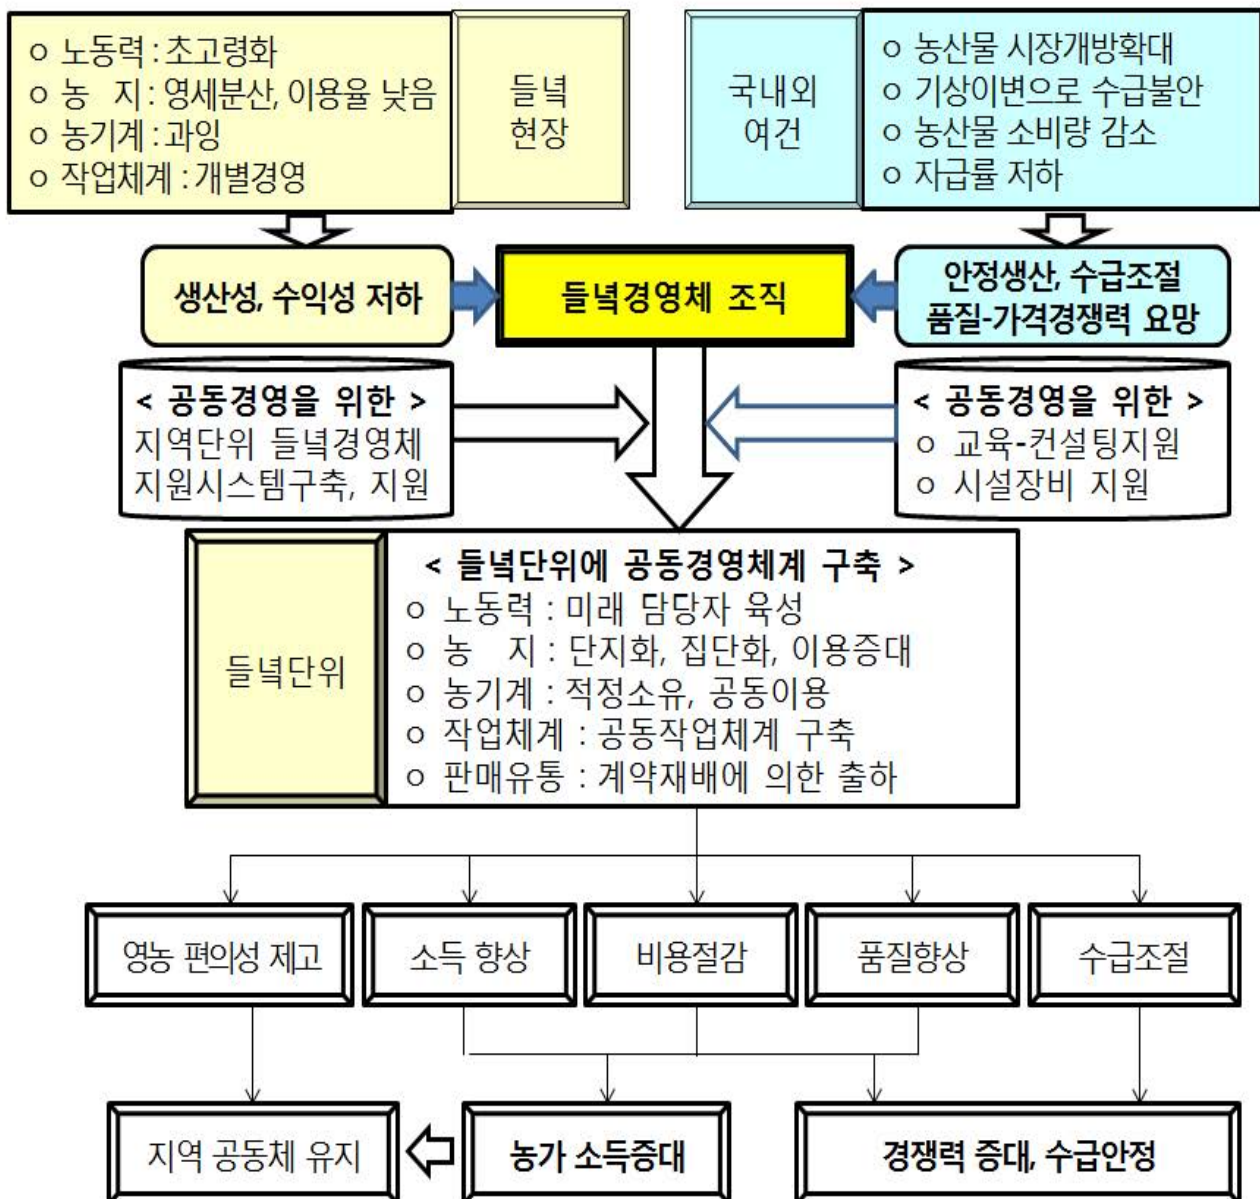 ㅇ 노동력 : 초고령화
ㅇ 농 지 : 영세분산, 이용율 낮음
ㅇ 농기계 : 과잉
ㅇ 작업체계 : 개별경영
들녘
현장
국내외
여건
ㅇ 농산물 시장개방확대
ㅇ 기상이변으로 수급불안
ㅇ 농산물 소비량 감소
ㅇ 자급률 저하
생산성, 수익성 저하
들녘경영체 조직
안정생산, 수급조절
품질-가격경쟁력 요망
< 공동경영을 위한 >
지역단위 들녘경영체
지원시스템구축, 지원
< 공동경영을 위한 >
ㅇ 교육-컨설팅지원
ㅇ 시설장비 지원
들녘단위
< 들녘단위에 공동경영체계 구축 >
ㅇ 노동력 : 미래 담당자 육성
ㅇ 농 지 : 단지화, 집단화, 이용증대
ㅇ 농기계 : 적정소유, 공동이용
ㅇ 작업체계 : 공동작업체계 구축
ㅇ 판매유통 : 계약재배에 의한 출하
영농 편의성 제고
소득 향상
비용절감
품질향상
수급조절
지역 공동체 유지
농가 소득증대
경쟁력 증대, 수급안정